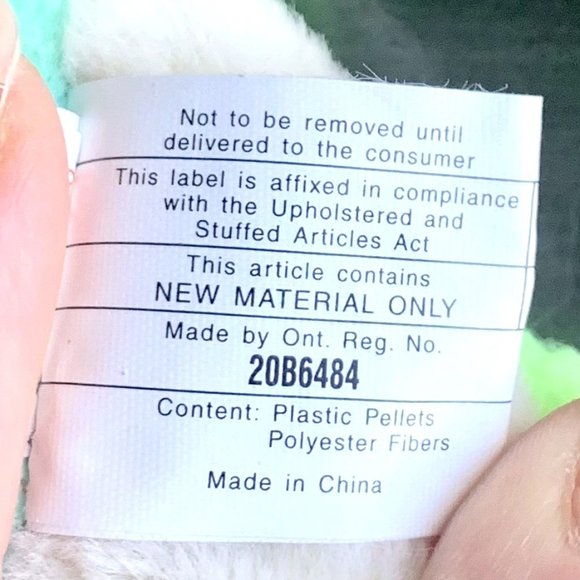 Not to be removed until
delivered to the consumer
This label is affixed in compliance
with the Upholstered and
Stuffed Articles Act
This article contains
NEW MATERIAL ONLY
Made by Ont. Reg. No.
20B6484
Content: Plastic Pellets
Polyester Fibers
Made in China